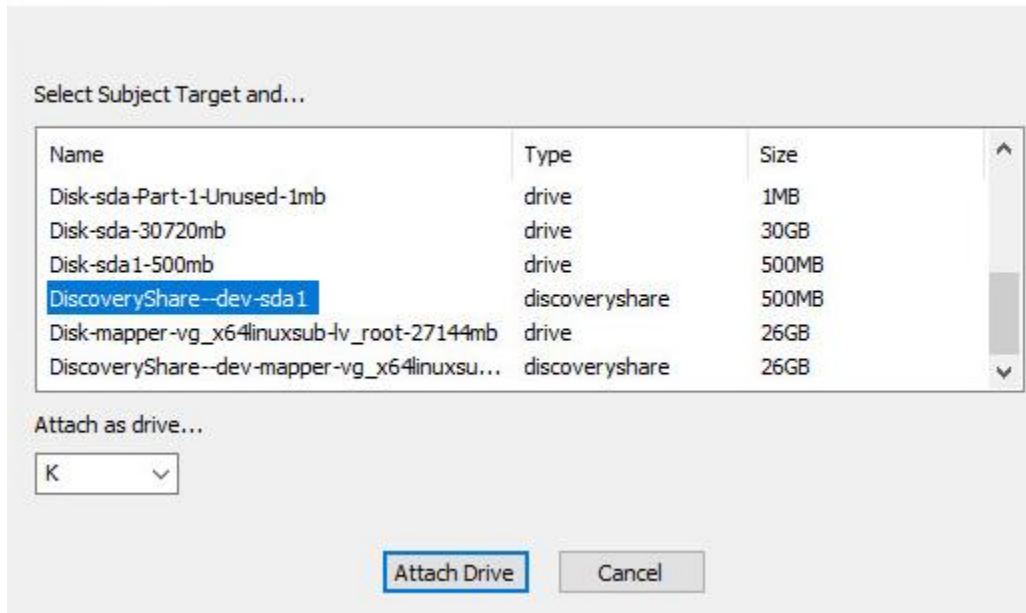 Select Subject Target and...
Name Type Size
Disk-sda-Part-1-Unused-1mb drive 1MB
Disk-sda-30720mb drive 30GB
Disk-sda1-500mb drive 500MB
DiscoveryShare--dev-sda1 discoveryshare 500MB
Disk-mapper-vg_x64linuxsub-lv_root-27144mb drive 26GB
DiscoveryShare--dev-mapper-vg_x64linuxsu... discoveryshare 26GB
Attach as drive...
K
Attach Drive Cancel